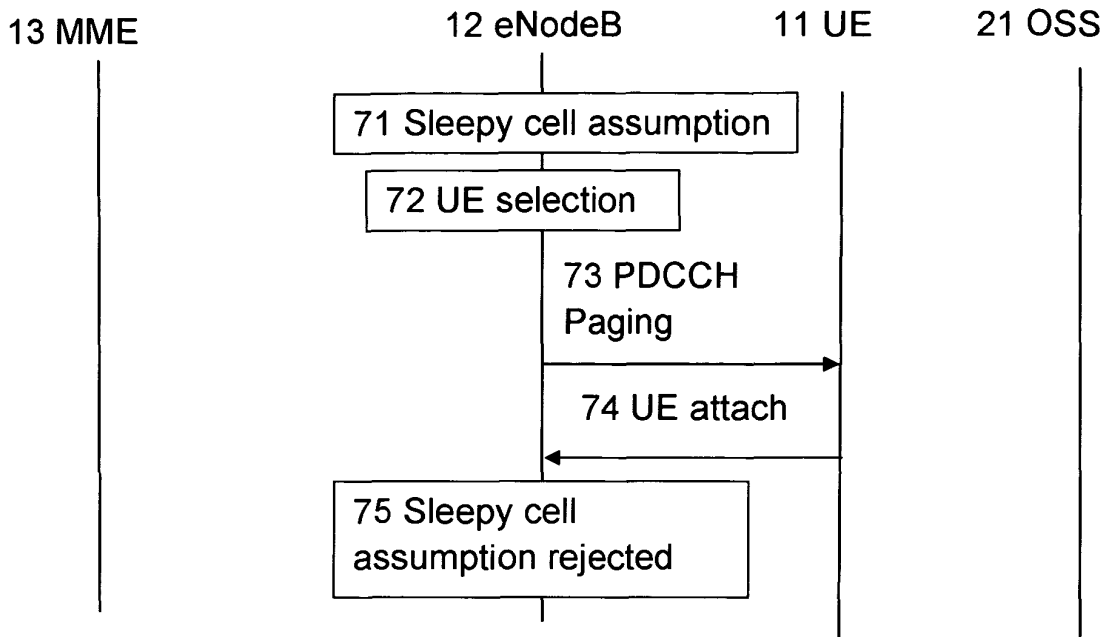 13 MME
12 eNodeB
11 UE
21 OSS
71 Sleepy cell assumption
72 UE selection
73 PDCCH
Paging
74 UE attach
75 Sleepy cell
assumption rejected